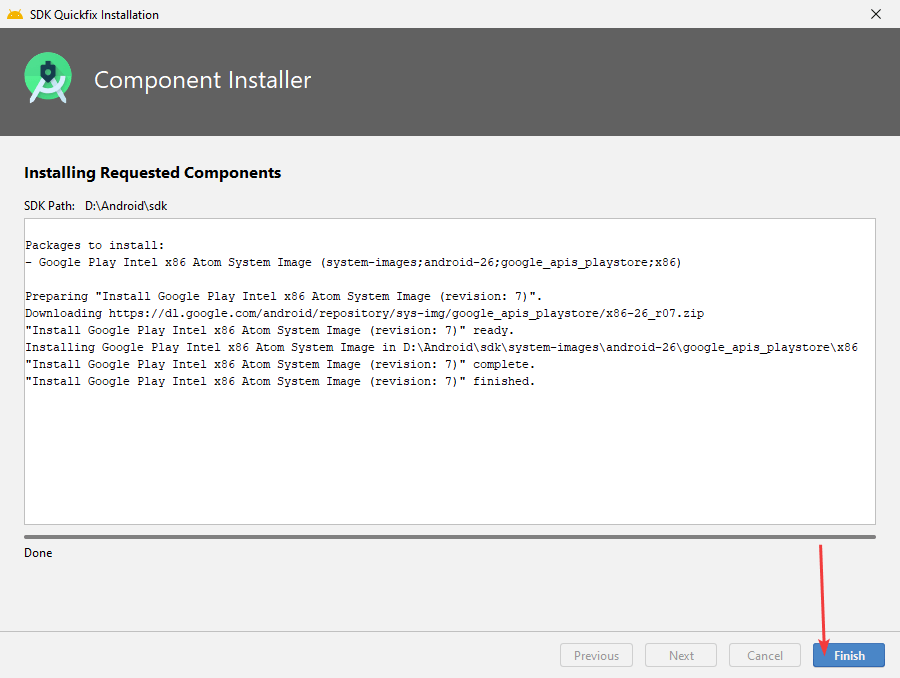 SDK Quickfix Installation
Component Installer
Installing Requested Components
SDK Path: D:\Android\sdk
Packages to install:
- Google Play Intel x86 Atom System Image (system-images;android-26;google_apis_playstore;x86)
Preparing "Install Google Play Intel x86 Atom System Image (revision: 7)".
Downloading https://dl.google.com/android/repository/sys-img/google_apis_playstore/x86-26_r07.zip
"Install Google Play Intel x86 Atom System Image (revision: 7)" ready.
Installing Google Play Intel x86 Atom System Image in D:\Android\sdk\system-images\android-26\google_apis_playstore\x86
"Install Google Play Intel x86 Atom System Image (revision: 7)" complete.
"Install Google Play Intel x86 Atom System Image (revision: 7)" finished.
Done
Previous Next Cancel Finish